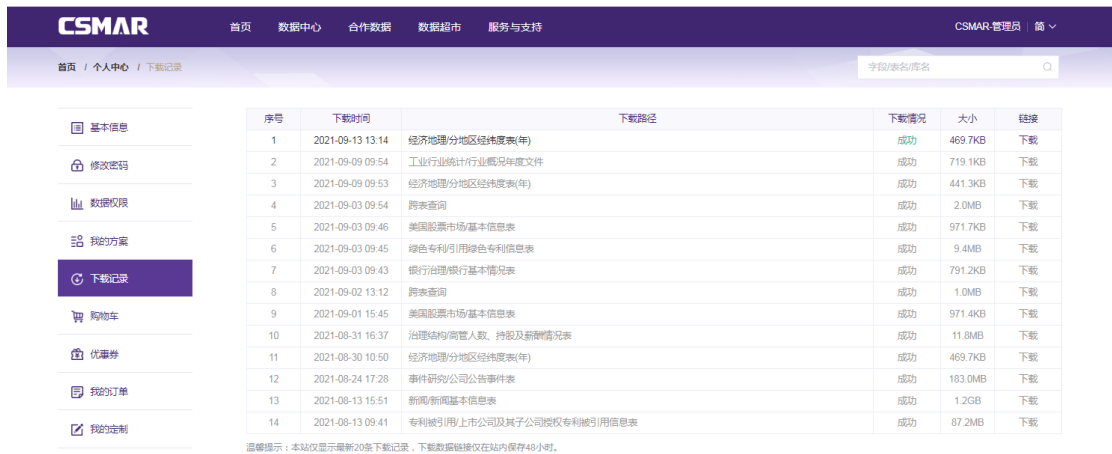 CSMAR 首页 数据中心 合作数据 数据超市 服务与支持 CSMAR-管理员 简
首页 / 个人中心 / 下载记录 字段/表名/库名
基本信息
修改密码
数据权限
我的方案
下载记录
购物车
优惠券
我的订单
我的定制
序号 下载时间 下载路径 下载情况 大小 链接
1 2021-09-13 13:14 经济地理/分地区经纬度表(年) 成功 469.7KB 下载
2 2021-09-09 09:54 工业行业统计/行业概况年度文件 成功 719.1KB 下载
3 2021-09-09 09:53 经济地理/分地区经纬度表(年) 成功 441.3KB 下载
4 2021-09-03 09:54 跨表查询 成功 2.0MB 下载
5 2021-09-03 09:46 美国股票市场/基本信息表 成功 971.7KB 下载
6 2021-09-03 09:45 绿色专利/引用绿色专利信息表 成功 9.4MB 下载
7 2021-09-03 09:43 银行治理/银行基本情况表 成功 791.2KB 下载
8 2021-09-02 13:12 跨表查询 成功 1.0MB 下载
9 2021-09-01 15:45 美国股票市场/基本信息表 成功 971.4KB 下载
10 2021-08-31 16:37 治理结构/高管人数、持股及薪酬情况表 成功 11.8MB 下载
11 2021-08-30 10:50 经济地理/分地区经纬度表(年) 成功 469.7KB 下载
12 2021-08-24 17:28 事件研究/公司公告事件表 成功 183.0MB 下载
13 2021-08-13 15:51 新闻/新闻基本信息表 成功 1.2GB 下载
14 2021-08-13 09:41 专利被引用/上市公司及其子公司授权专利被引用信息表 成功 87.2MB 下载
温馨提示：本站仅显示最新20条下载记录，下载数据链接仅在站内保存48小时。